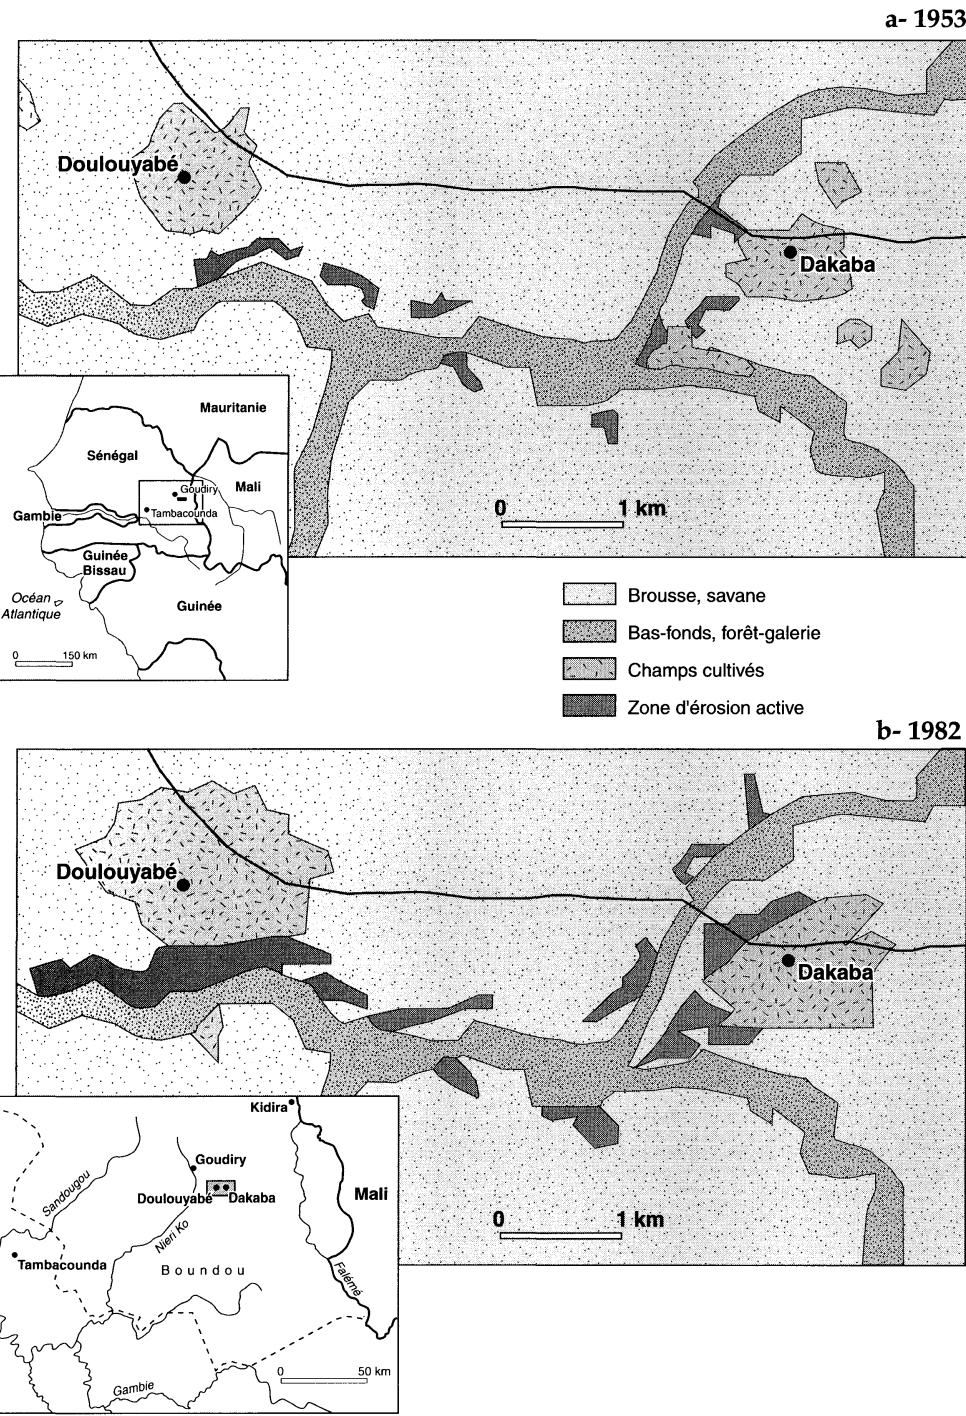 a- 1953
Doulouyabé
Dakaba
0 1 km
Mauritanie
Sénégal
Goudiry
Mali
Tambacounda
Gambie
Guinée
Bissau
Océan
Atlantique
Guinée
0 150 km
Brousse, savane
Bas-fonds, forêt-galerie
Champs cultivés
Zone d'érosion active
b- 1982
Doulouyabé
Dakaba
0 1 km
Kidira
Goudiry
Sandougou
Doulouyabé Dakaba
Mali
Nieri Ko
Tambacounda
Boundou
Falémé
Gambie
0 50 km